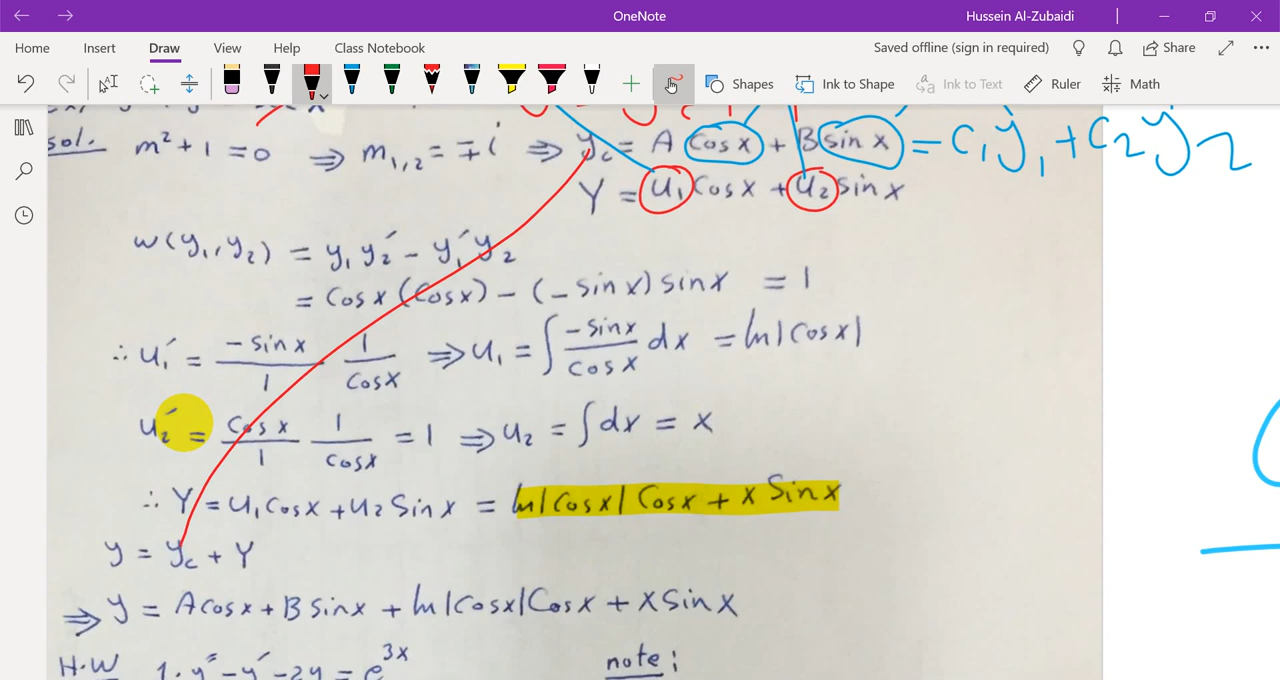 OneNote
Hussein Al-Zubaidi
Home Insert Draw View Help Class Notebook
Saved offline (sign in required)
Share
Shapes Ink to Shape Ink to Text Ruler Math
sol. m²+1=0 ⇒ m₁,₂ = ∓i ⇒ y_c = A Cos x + B sin x = C₁y₁ + C₂y₂
Y = u₁ Cos x + u₂ sin x
w(y₁,y₂) = y₁y₂′ − y₁′y₂
= Cos x (Cos x) − (−sin x) sin x = 1
∴ u₁′ = −sin x / 1 1 / Cos x ⇒ u₁ = ∫ −sin x / Cos x dx = ln|Cos x|
u₂′ = Cos x / 1 1 / Cos x = 1 ⇒ u₂ = ∫dx = x
∴ Y = u₁ Cos x + u₂ Sin x = ln|Cos x| Cos x + x Sin x
y = y_c + Y
⇒ y = A cos x + B sin x + ln|Cos x| Cos x + x Sin x
H.W 1. y″ − y′ − 2y = e^3x note: